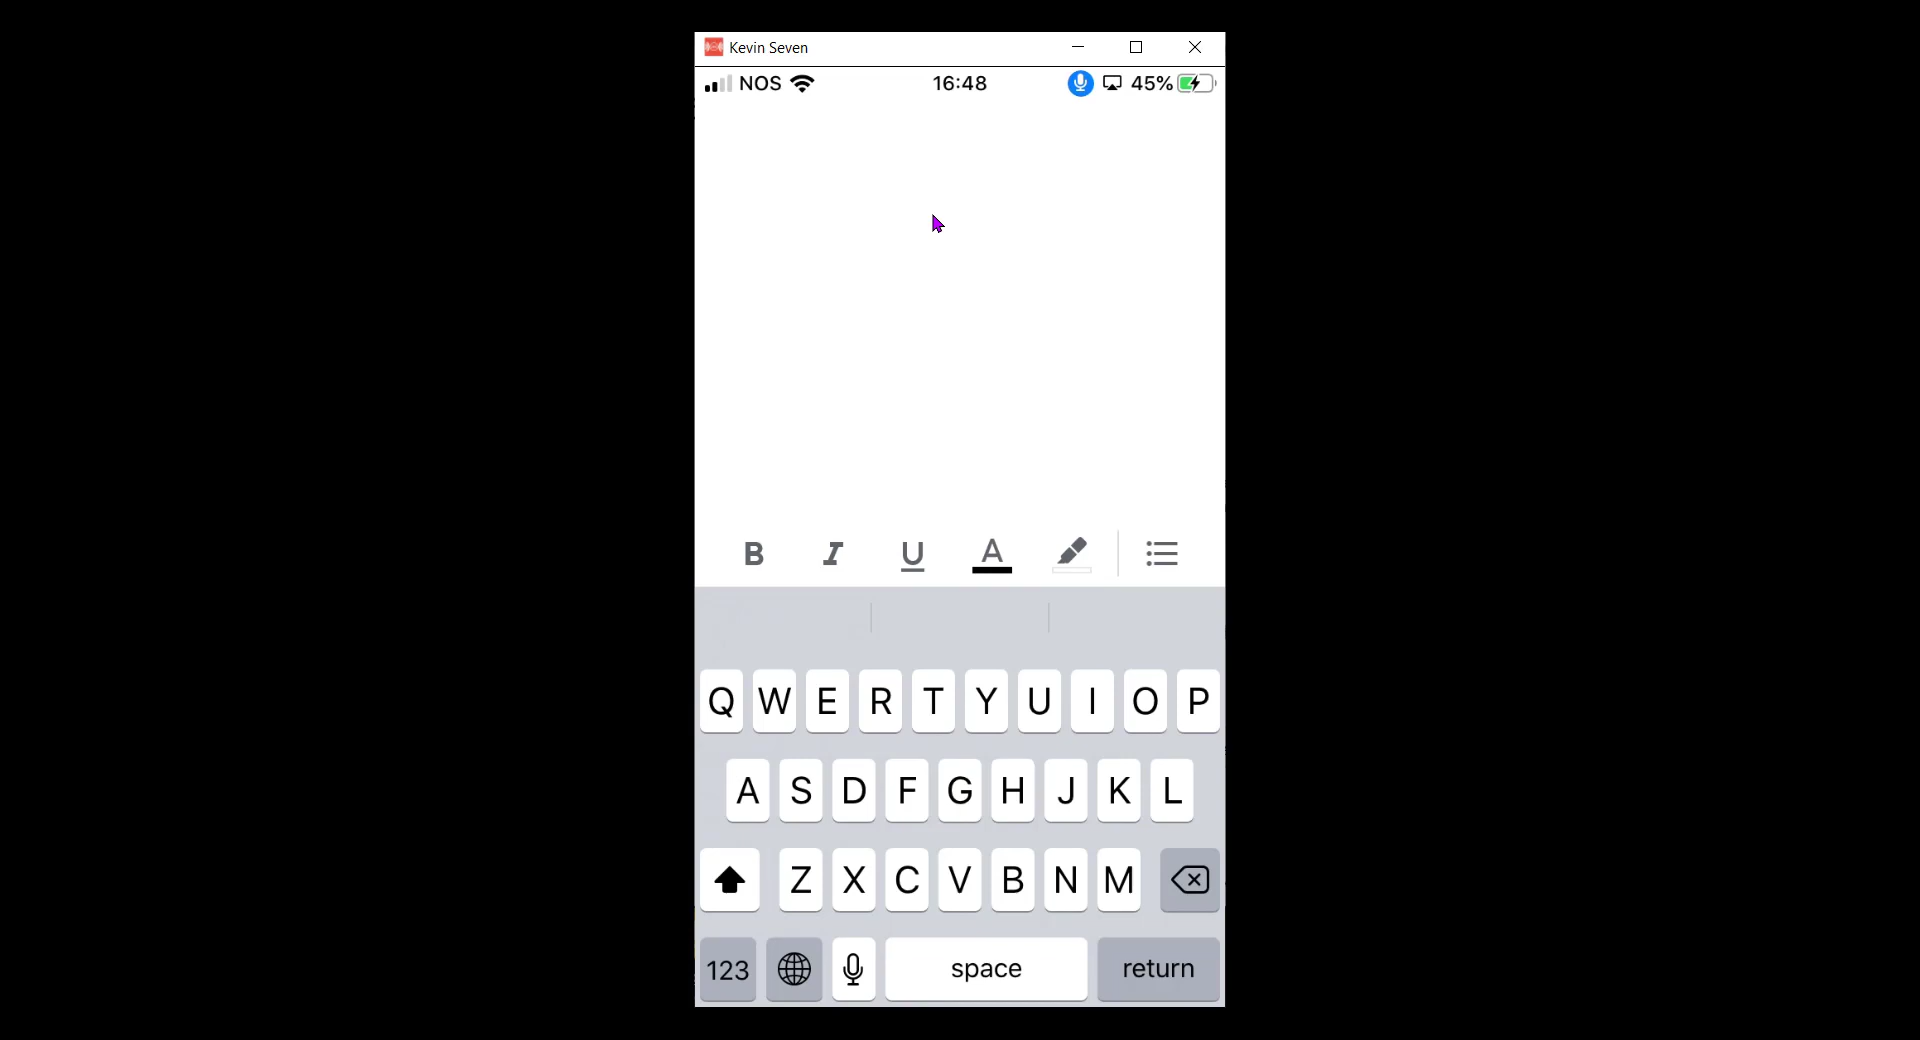 Kevin Seven
NOS 16:48 45%
B I U A
Q W E R T Y U I O P
A S D F G H J K L
Z X C V B N M
123 space return